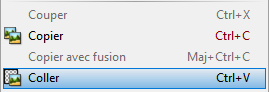 Couper Ctrl+X
Copier Ctrl+C
Copier avec fusion Maj+Ctrl+C
Coller Ctrl+V